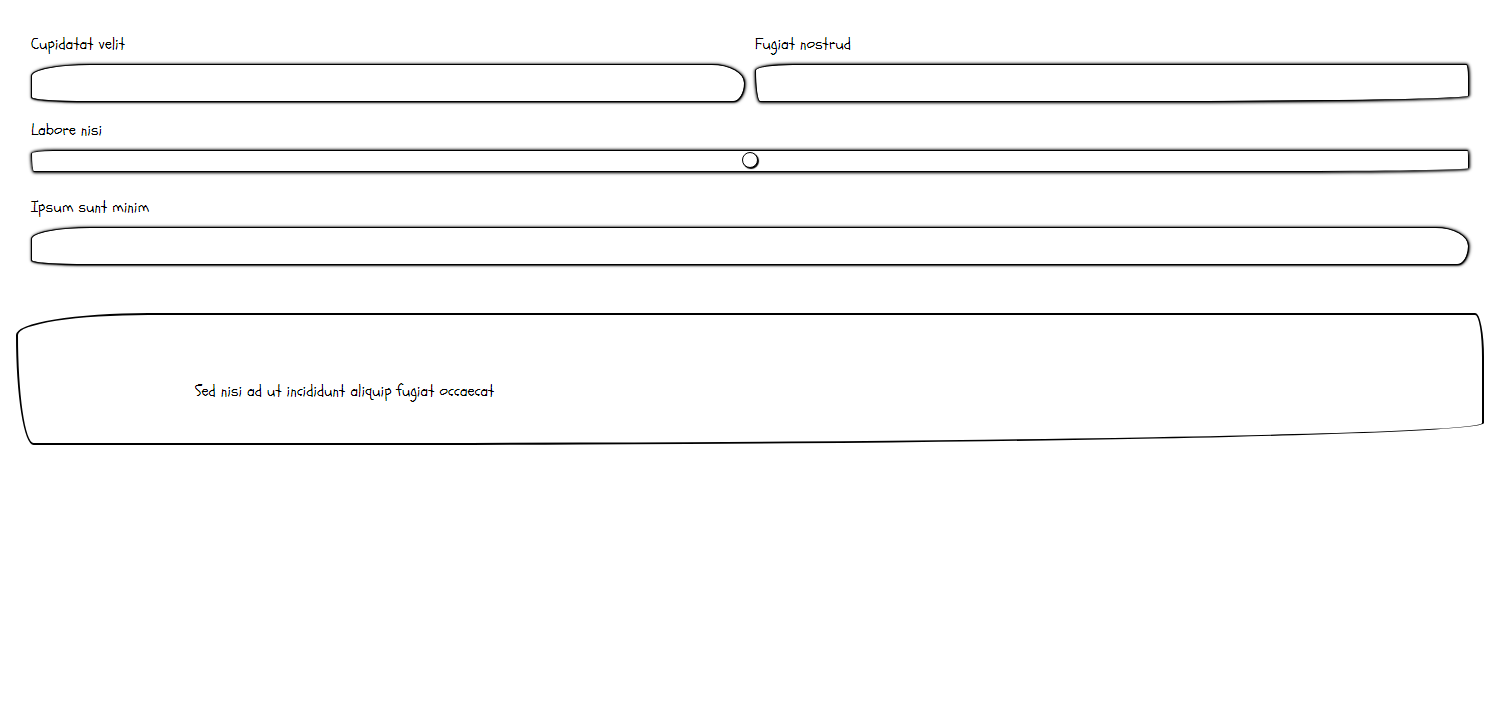 Cupidatat velit
Fugiat nostrud
Labore nisi
Ipsum sunt minim
Sed nisi ad ut incididunt aliquip fugiat occaecat